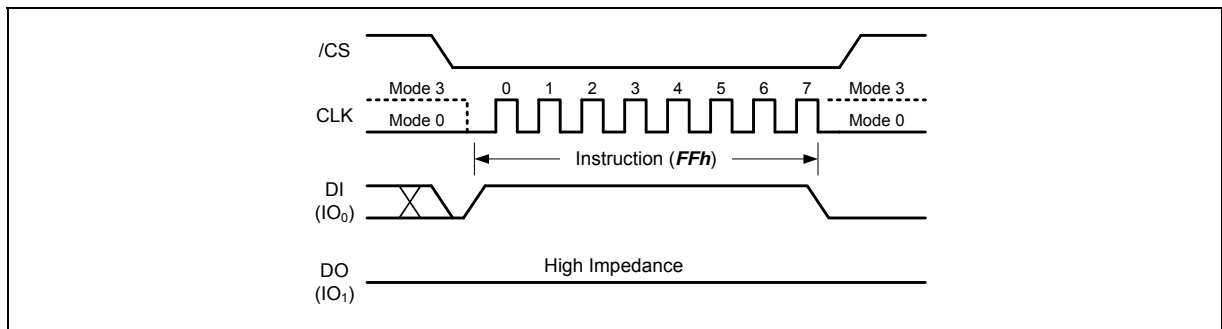 /CS
Mode 3 0 1 2 3 4 5 6 7 Mode 3
CLK
Mode 0 Mode 0
Instruction (FFh)
DI
(IO₀)
High Impedance
DO
(IO₁)